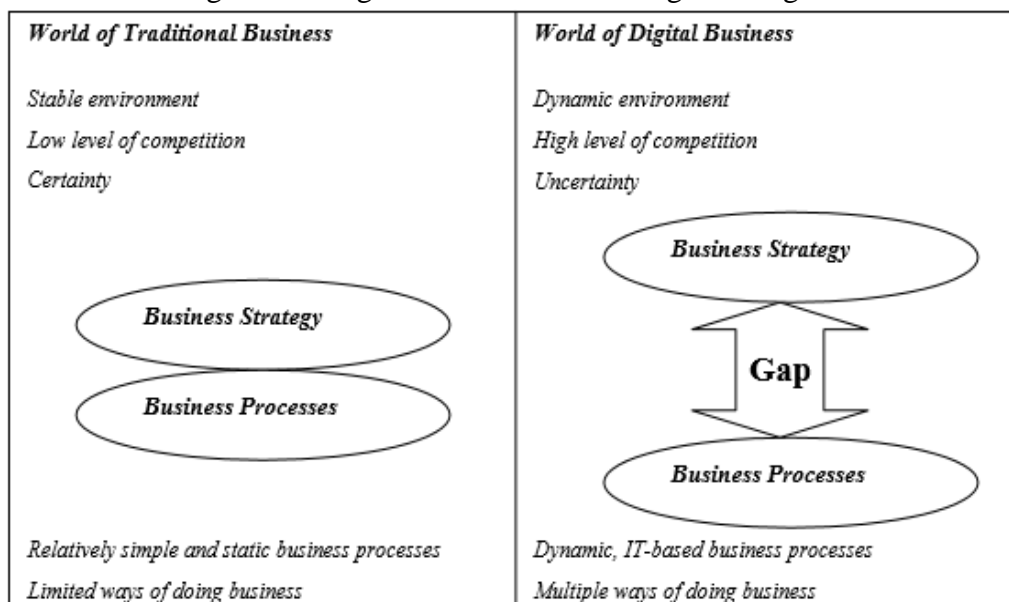 World of Traditional Business
Stable environment
Low level of competition
Certainty
Business Strategy
Business Processes
Relatively simple and static business processes
Limited ways of doing business
World of Digital Business
Dynamic environment
High level of competition
Uncertainty
Business Strategy
Gap
Business Processes
Dynamic, IT-based business processes
Multiple ways of doing business